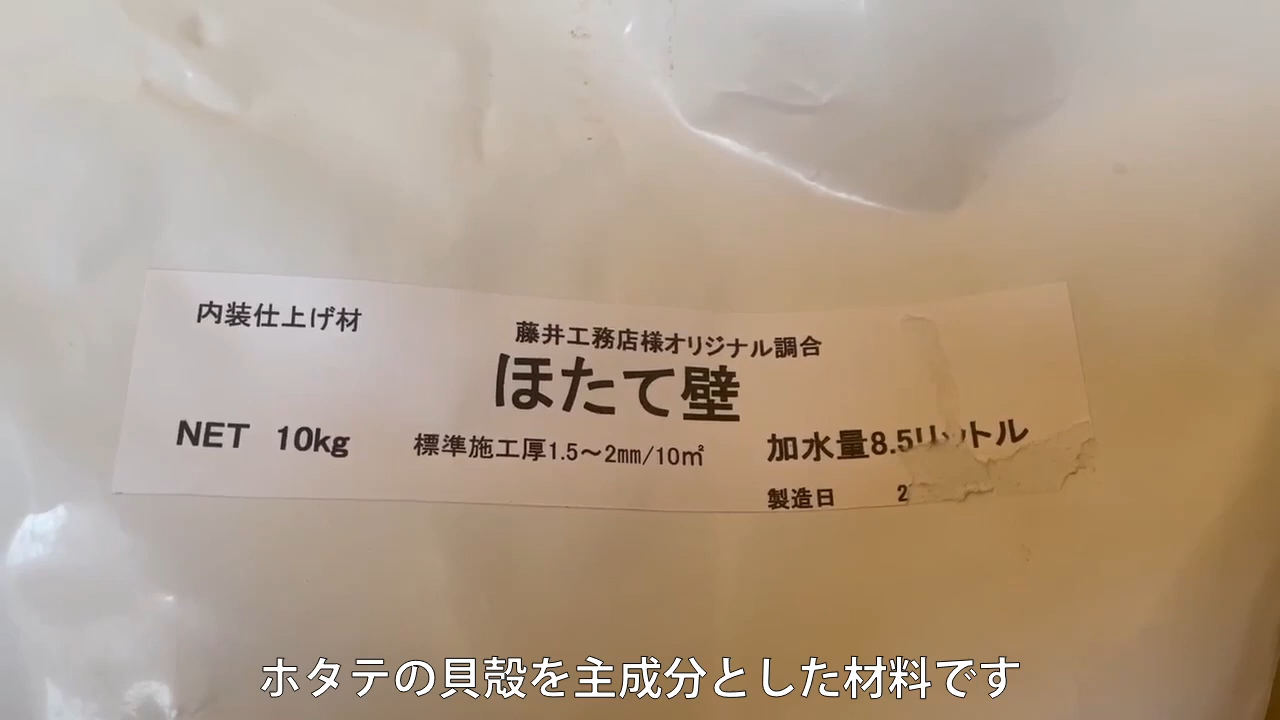 内装仕上げ材
藤井工務店様オリジナル調合
ほたて壁
NET 10kg 標準施工厚1.5～2㎜/10㎡ 加水量8.5リットル
製造日
ホタテの貝殻を主成分とした材料です